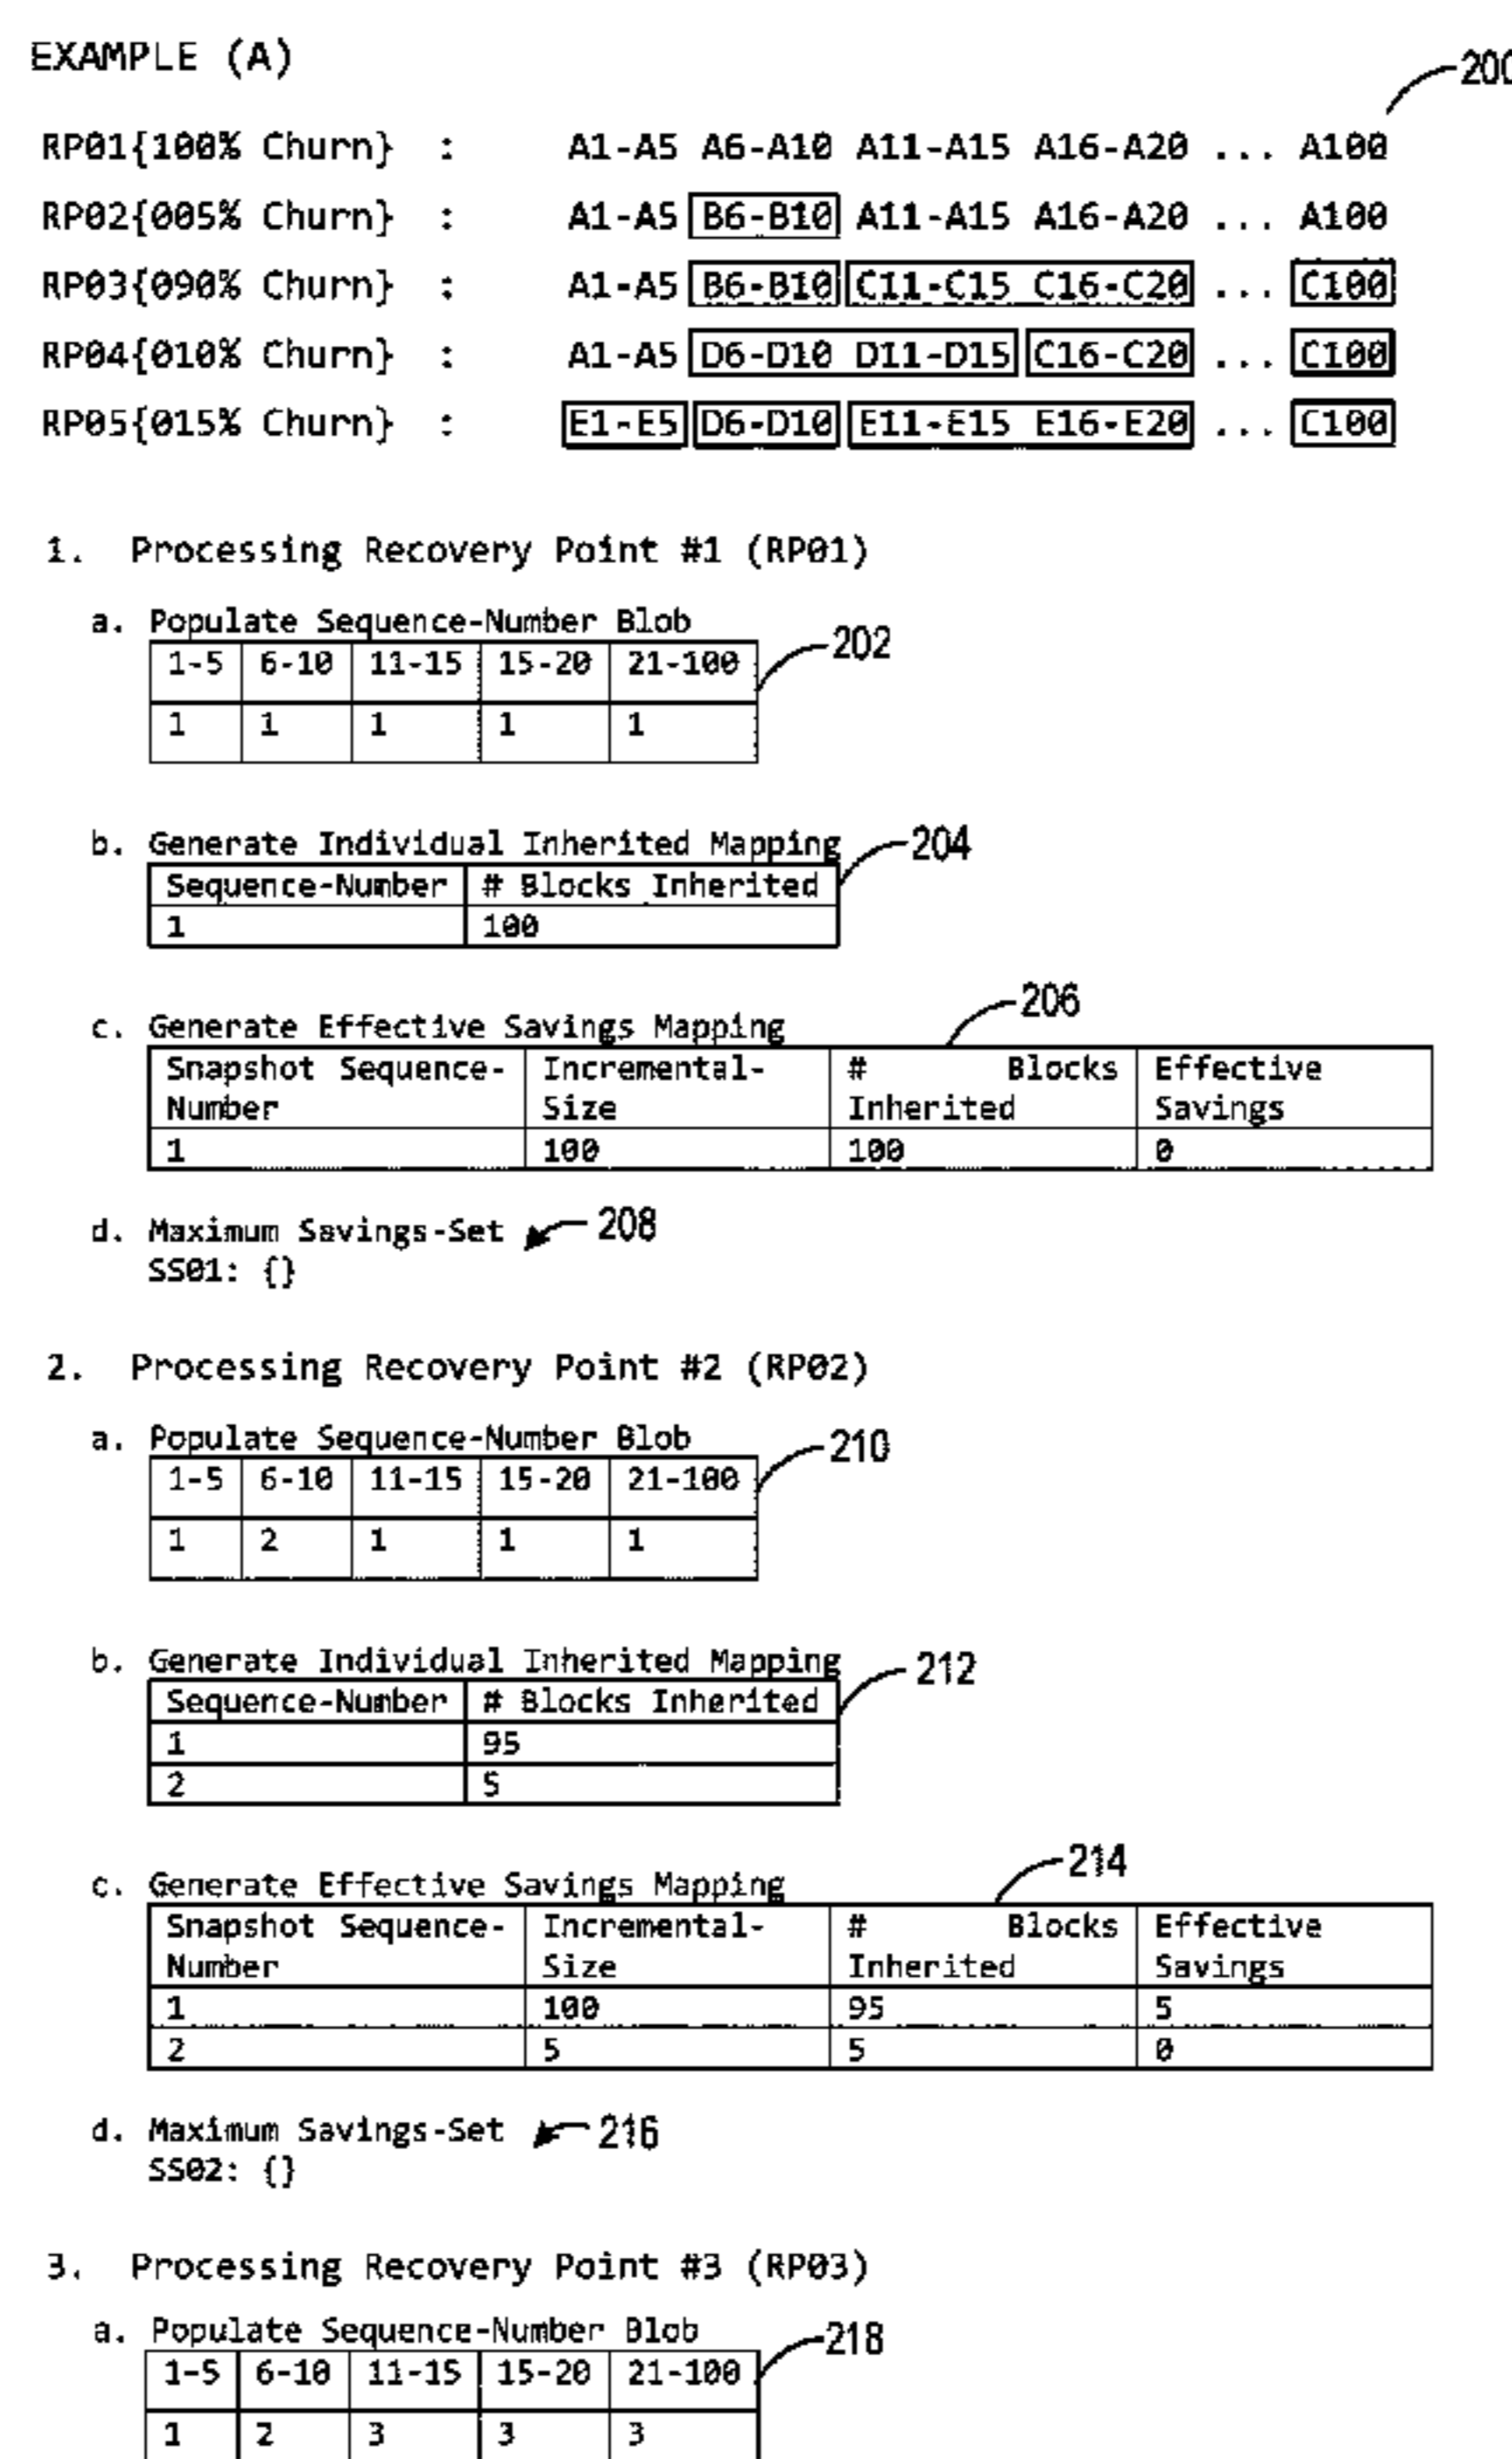 EXAMPLE (A)
200
RP01{100% Churn} : A1-A5 A6-A10 A11-A15 A16-A20 ... A100
RP02{005% Churn} : A1-A5 B6-B10 A11-A15 A16-A20 ... A100
RP03{090% Churn} : A1-A5 B6-B10 C11-C15 C16-C20 ... C100
RP04{010% Churn} : A1-A5 D6-D10 D11-D15 C16-C20 ... C100
RP05{015% Churn} : E1-E5 D6-D10 E11-E15 E16-E20 ... C100
1. Processing Recovery Point #1 (RP01)
a. Populate Sequence-Number Blob
202
1-5 6-10 11-15 15-20 21-100
1 1 1 1 1
b. Generate Individual Inherited Mapping
204
Sequence-Number # Blocks Inherited
1 100
206
c. Generate Effective Savings Mapping
Snapshot Sequence- Incremental- # Blocks Effective
Number Size Inherited Savings
1 100 100 0
d. Maximum Savings-Set 208
SS01: {}
2. Processing Recovery Point #2 (RP02)
a. Populate Sequence-Number Blob
210
1-5 6-10 11-15 15-20 21-100
1 2 1 1 1
b. Generate Individual Inherited Mapping
212
Sequence-Number # Blocks Inherited
1 95
2 5
214
c. Generate Effective Savings Mapping
Snapshot Sequence- Incremental- # Blocks Effective
Number Size Inherited Savings
1 100 95 5
2 5 5 0
d. Maximum Savings-Set 216
SS02: {}
3. Processing Recovery Point #3 (RP03)
a. Populate Sequence-Number Blob
218
1-5 6-10 11-15 15-20 21-100
1 2 3 3 3